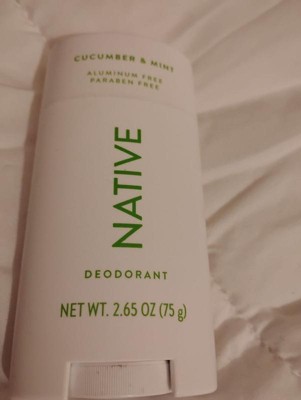 CUCUMBER & MINT
ALUMINUM FREE
PARABEN FREE
NATIVE
DEODORANT
NET WT. 2.65 OZ (75 g)